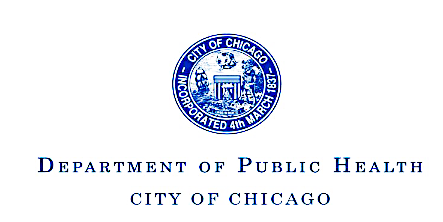 CITY OF CHICAGO
INCORPORATED 4th MARCH 1837
DEPARTMENT OF PUBLIC HEALTH
CITY OF CHICAGO